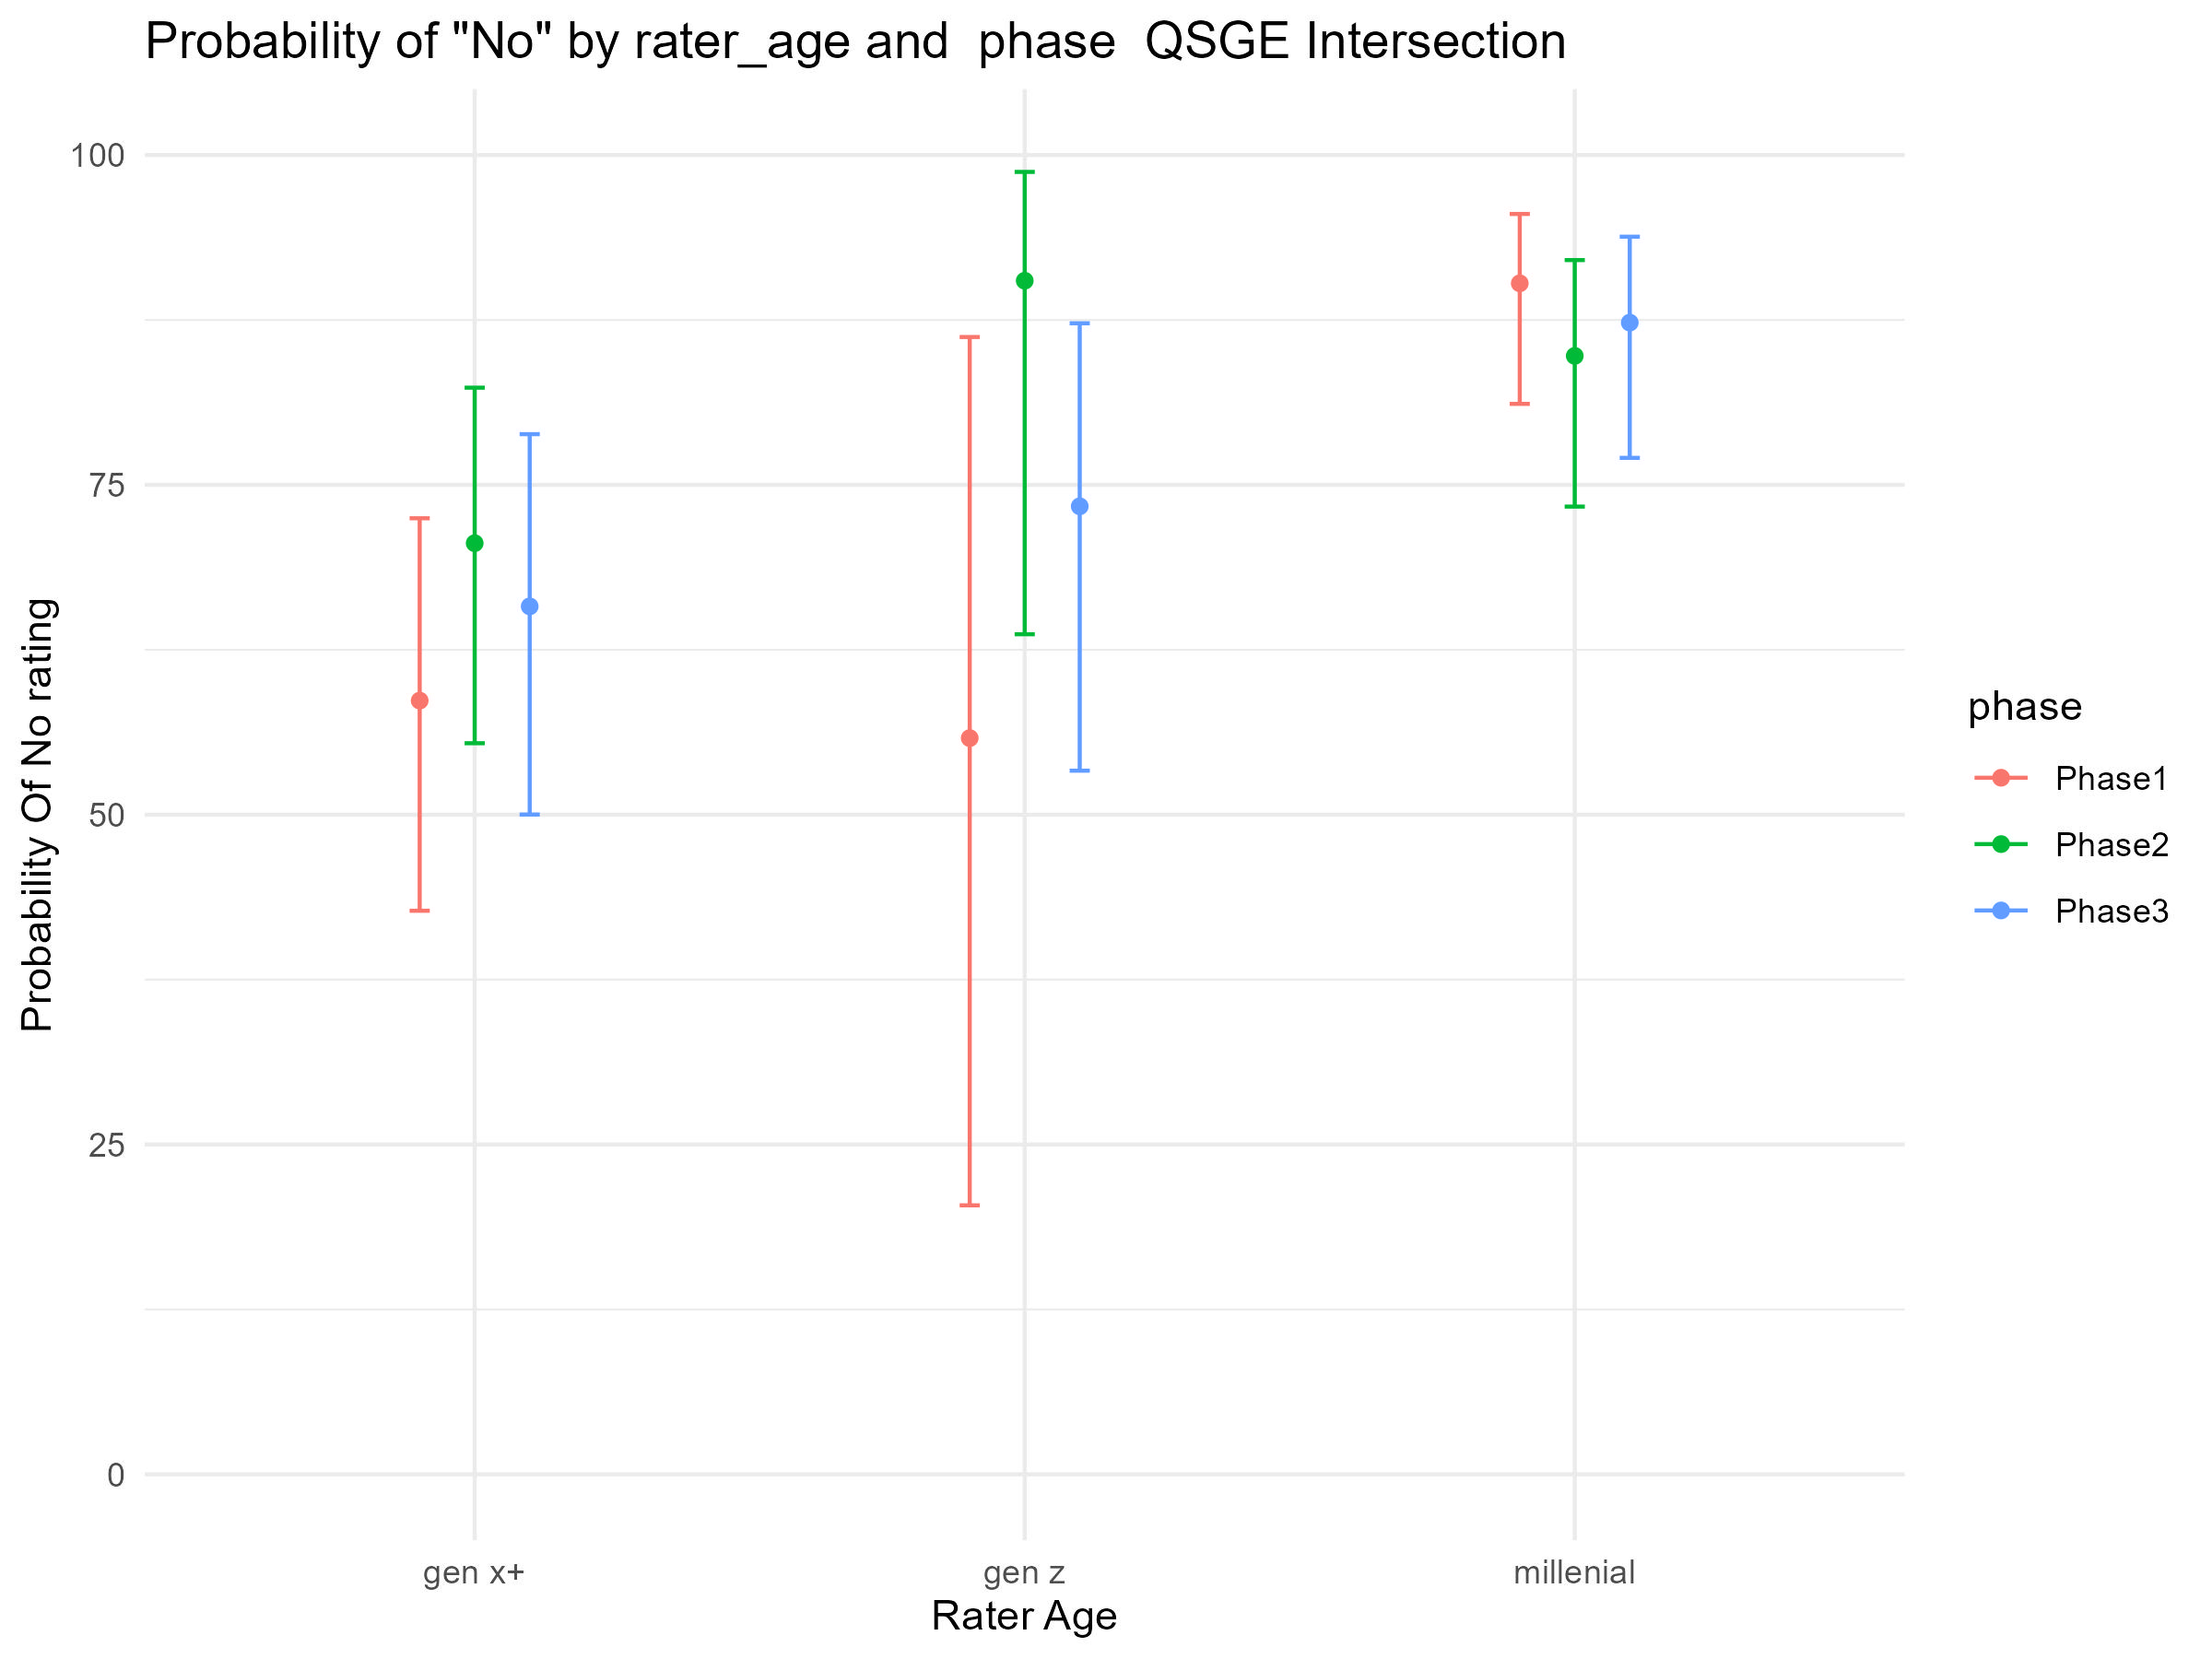 Probability of "No" by rater_age and  phase  QSGE Intersection
Probability Of No rating
100
75
50
25
0
gen x+
gen z
millenial
Rater Age
phase
Phase1
Phase2
Phase3